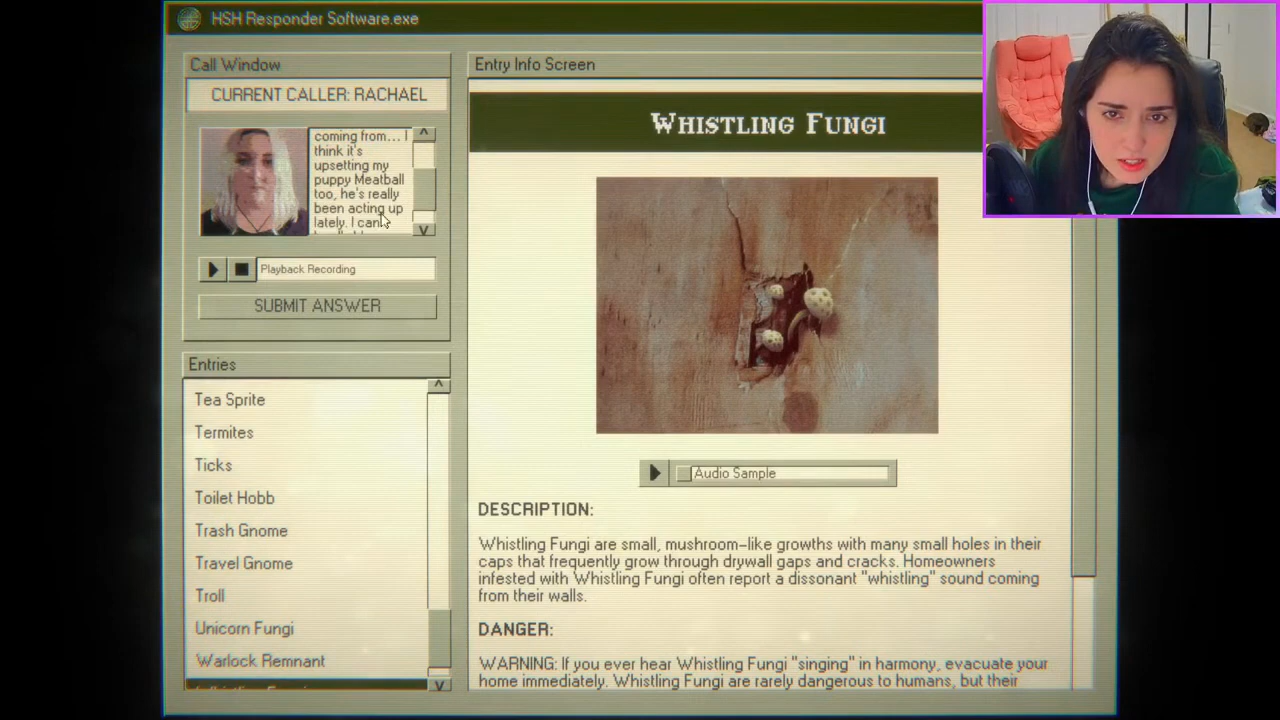 HSH Responder Software.exe
Call Window
CURRENT CALLER: RACHAEL
coming from... I
think it's
upsetting my
puppy Meatball
too, he's really
been acting up
lately. I can
Playback Recording
SUBMIT ANSWER
Entries
Tea Sprite
Termites
Ticks
Toilet Hobb
Trash Gnome
Travel Gnome
Troll
Unicorn Fungi
Warlock Remnant
Entry Info Screen
WHISTLING FUNGI
Audio Sample
DESCRIPTION:
Whistling Fungi are small, mushroom-like growths with many small holes in their
caps that frequently grow through drywall gaps and cracks. Homeowners
infested with Whistling Fungi often report a dissonant "whistling" sound coming
from their walls.
DANGER:
WARNING: If you ever hear Whistling Fungi "singing" in harmony, evacuate your
home immediately. Whistling Fungi are rarely dangerous to humans, but their